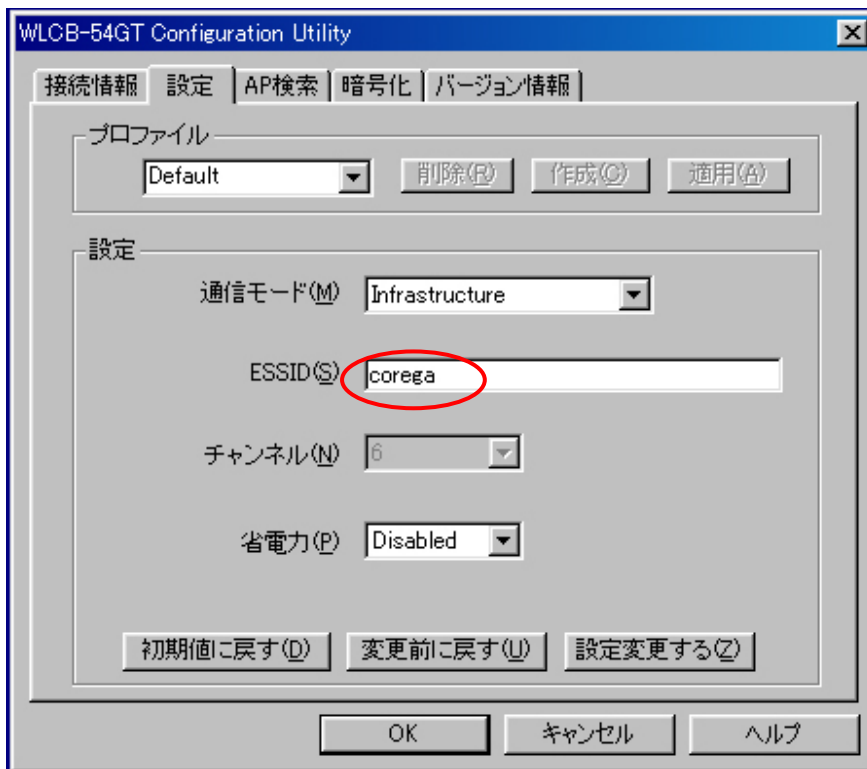 WLCB-54GT Configuration Utility
接続情報 設定 AP検索 暗号化 バージョン情報
プロファイル
Default 削除(R) 作成(C) 適用(A)
設定
通信モード(M) Infrastructure
ESSID(S) corega
チャンネル(N) 6
省電力(P) Disabled
初期値に戻す(D) 変更前に戻す(U) 設定変更する(Z)
OK キャンセル ヘルプ